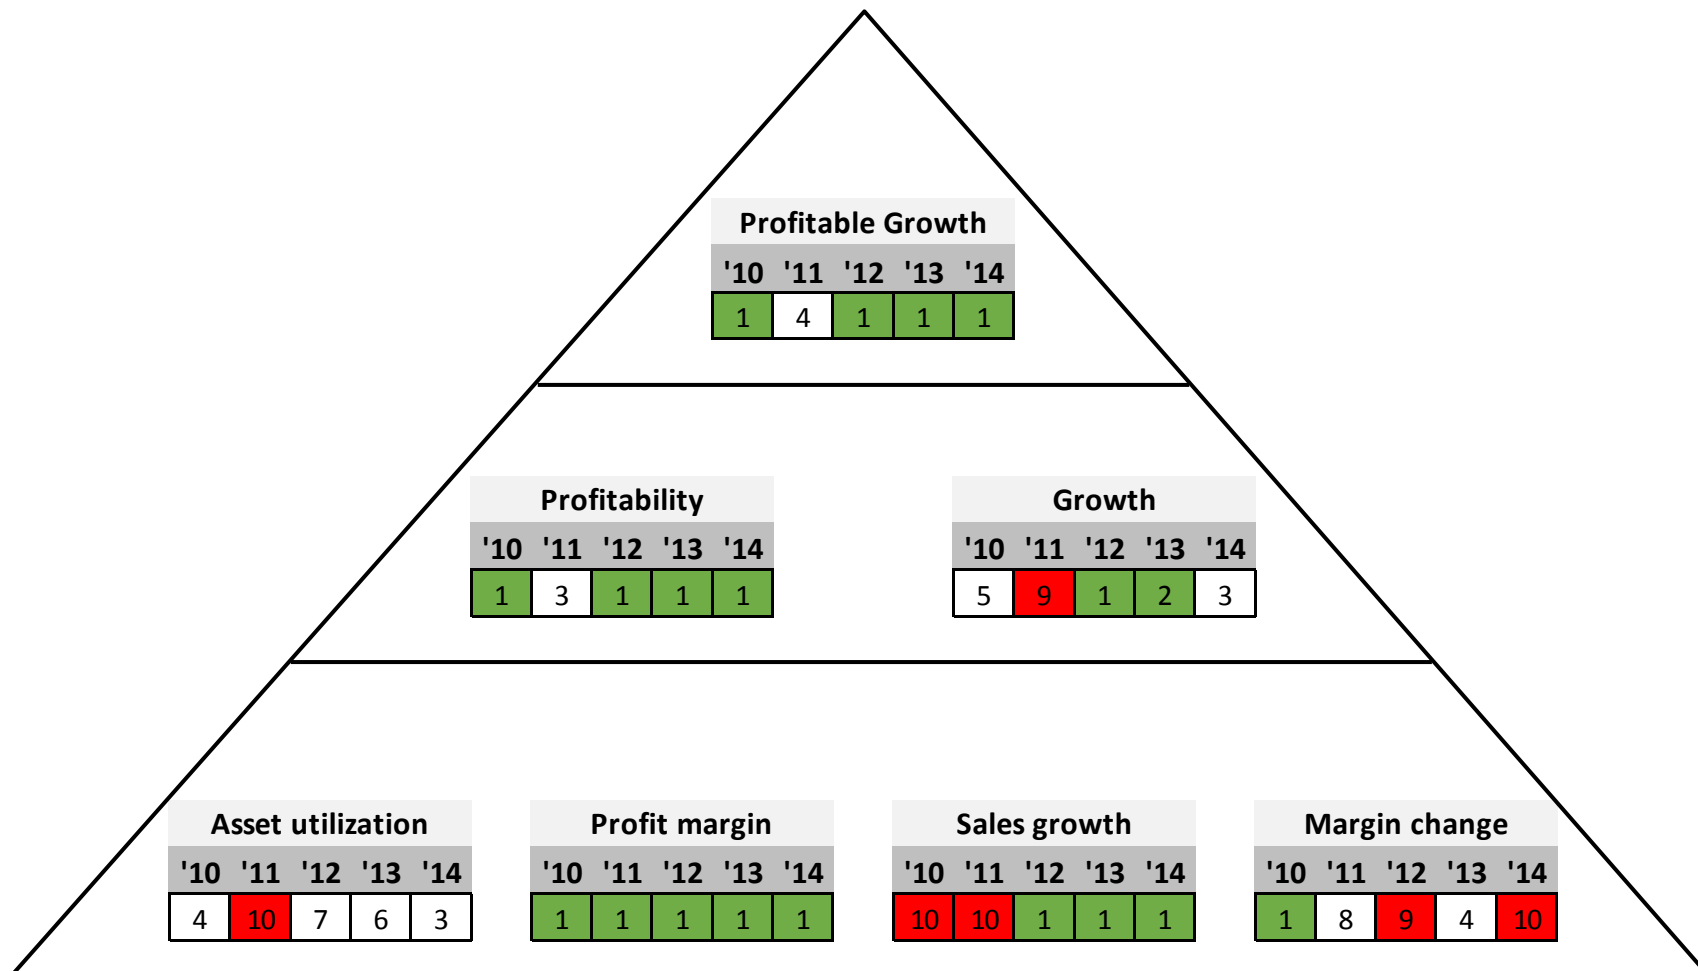 Profitable Growth
'10 '11 '12 '13 '14
1 4 1 1 1
Profitability
'10 '11 '12 '13 '14
1 3 1 1 1
Growth
'10 '11 '12 '13 '14
5 9 1 2 3
Asset utilization
'10 '11 '12 '13 '14
4 10 7 6 3
Profit margin
'10 '11 '12 '13 '14
1 1 1 1 1
Sales growth
'10 '11 '12 '13 '14
10 10 1 1 1
Margin change
'10 '11 '12 '13 '14
1 8 9 4 10